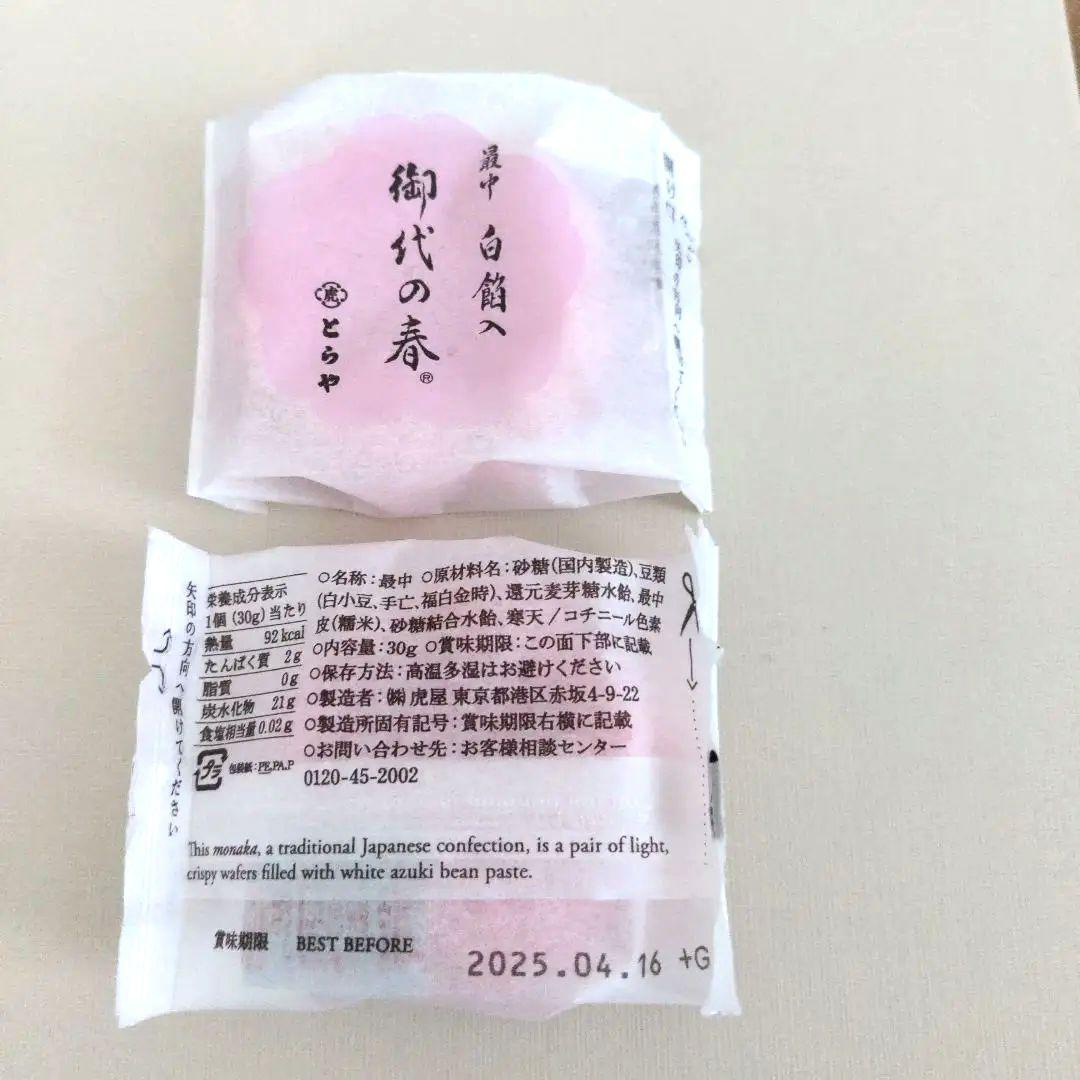 最中 白餡入
御代の春®
虎 とらや
矢印の方向へ開けてください
栄養成分表示
1個(30g)当たり
熱量 92kcal
たんぱく質 2g
脂質 0g
炭水化物 21g
食塩相当量 0.02g
プラ 包装紙:PE,PA,P
○名称:最中 ○原材料名:砂糖(国内製造)、豆類
(白小豆、手亡、福白金時)、還元麦芽糖水飴、最中
皮(糯米)、砂糖結合水飴、寒天/コチニール色素
○内容量:30g ○賞味期限:この面下部に記載
○保存方法:高温多湿はお避けください
○製造者:㈱虎屋 東京都港区赤坂4-9-22
○製造所固有記号:賞味期限右横に記載
○お問い合わせ先:お客様相談センター
0120-45-2002
This monaka, a traditional Japanese confection, is a pair of light,
crispy wafers filled with white azuki bean paste.
賞味期限 BEST BEFORE
2025.04.16 +G